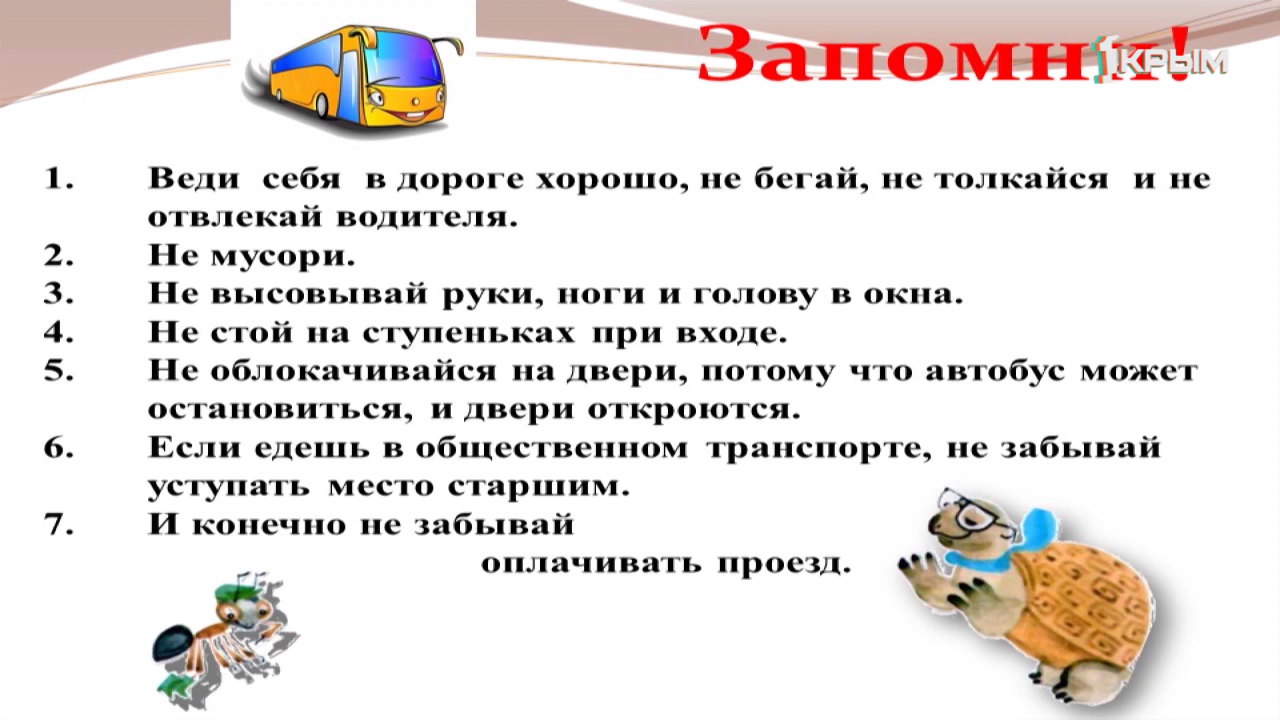 Запомни!
1КРЫМ
1. Веди себя в дороге хорошо, не бегай, не толкайся и не
отвлекай водителя.
2. Не мусори.
3. Не высовывай руки, ноги и голову в окна.
4. Не стой на ступеньках при входе.
5. Не облокачивайся на двери, потому что автобус может
остановиться, и двери откроются.
6. Если едешь в общественном транспорте, не забывай
уступать место старшим.
7. И конечно не забывай
оплачивать проезд.